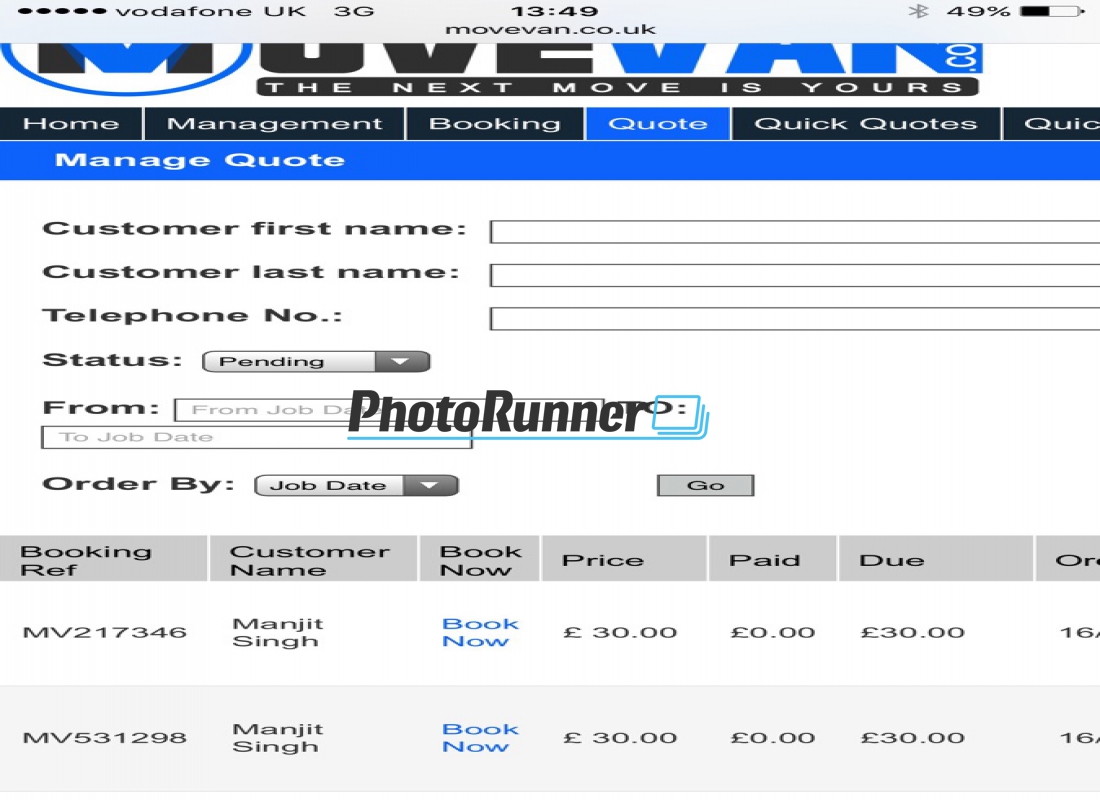 vodafone UK 3G 13:49 49%
movevan.co.uk
MOVEVAN.CO
THE NEXT MOVE IS YOURS
Home Management Booking Quote Quick Quotes Quic
Manage Quote
Customer first name:
Customer last name:
Telephone No.:
Status: Pending
From: From Job Da TO:
PhotoRunner
To Job Date
Order By: Job Date Go
Booking Ref Customer Name Book Now Price Paid Due Or
MV217346 Manjit Singh Book Now £ 30.00 £0.00 £30.00 16/
MV531298 Manjit Singh Book Now £ 30.00 £0.00 £30.00 16/